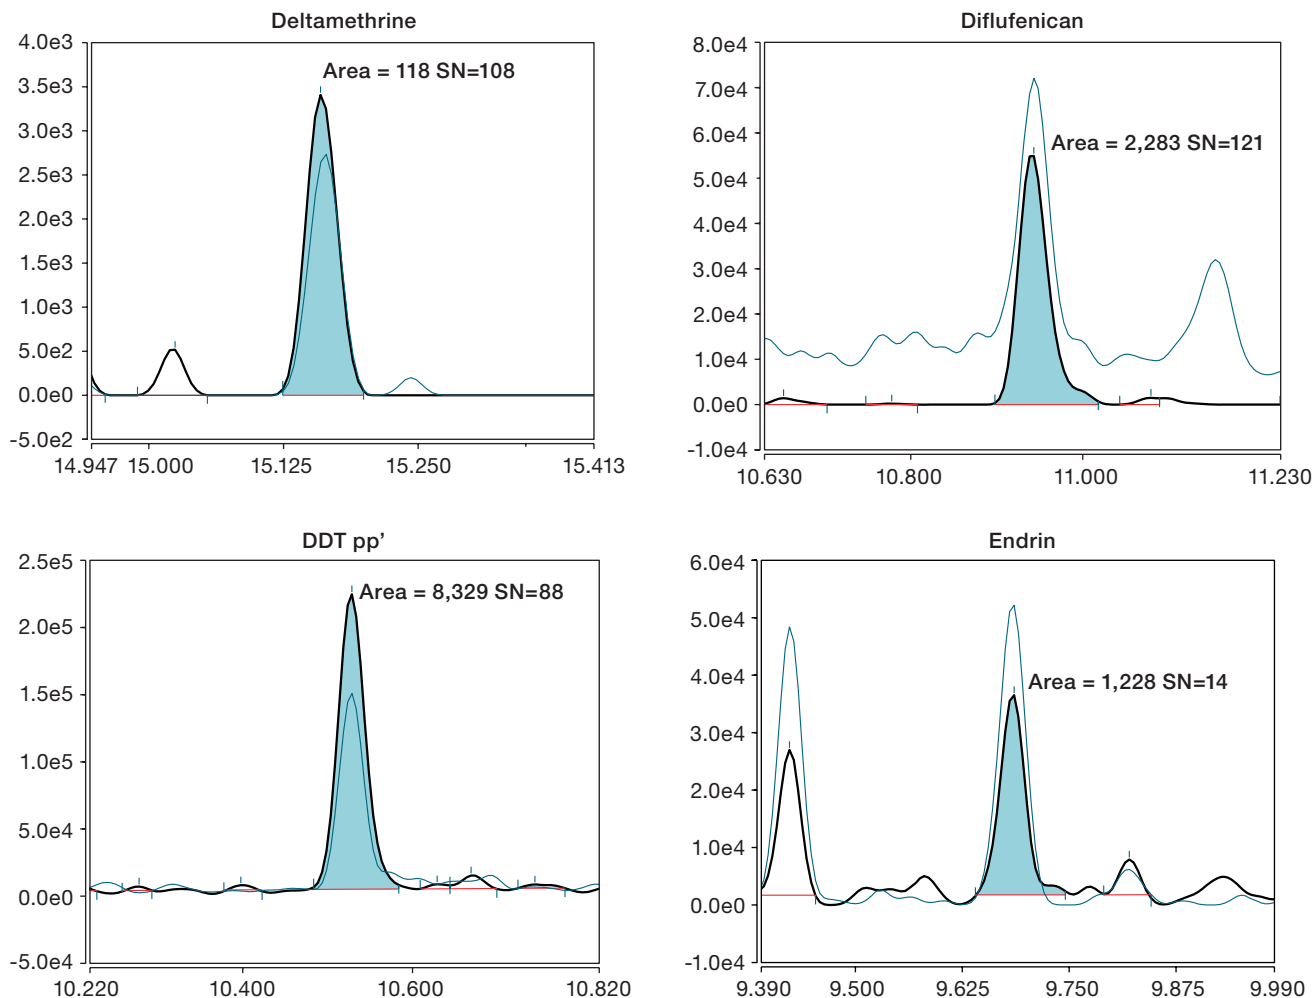 Deltamethrine
4.0e3
3.5e3
3.0e3
2.5e3
2.0e3
1.5e3
1.0e3
5.0e2
0.0e0
-5.0e2
Area = 118 SN=108
14.947 15.000 15.125 15.250 15.413
Diflufenican
8.0e4
7.0e4
6.0e4
5.0e4
4.0e4
3.0e4
2.0e4
1.0e4
0.0e0
-1.0e4
Area = 2,283 SN=121
10.630 10.800 11.000 11.230
DDT pp’
2.5e5
2.0e5
1.5e5
1.0e5
5.0e4
0.0e0
-5.0e4
Area = 8,329 SN=88
10.220 10.400 10.600 10.820
Endrin
6.0e4
5.0e4
4.0e4
3.0e4
2.0e4
1.0e4
0.0e0
-1.0e4
Area = 1,228 SN=14
9.390 9.500 9.625 9.750 9.875 9.990